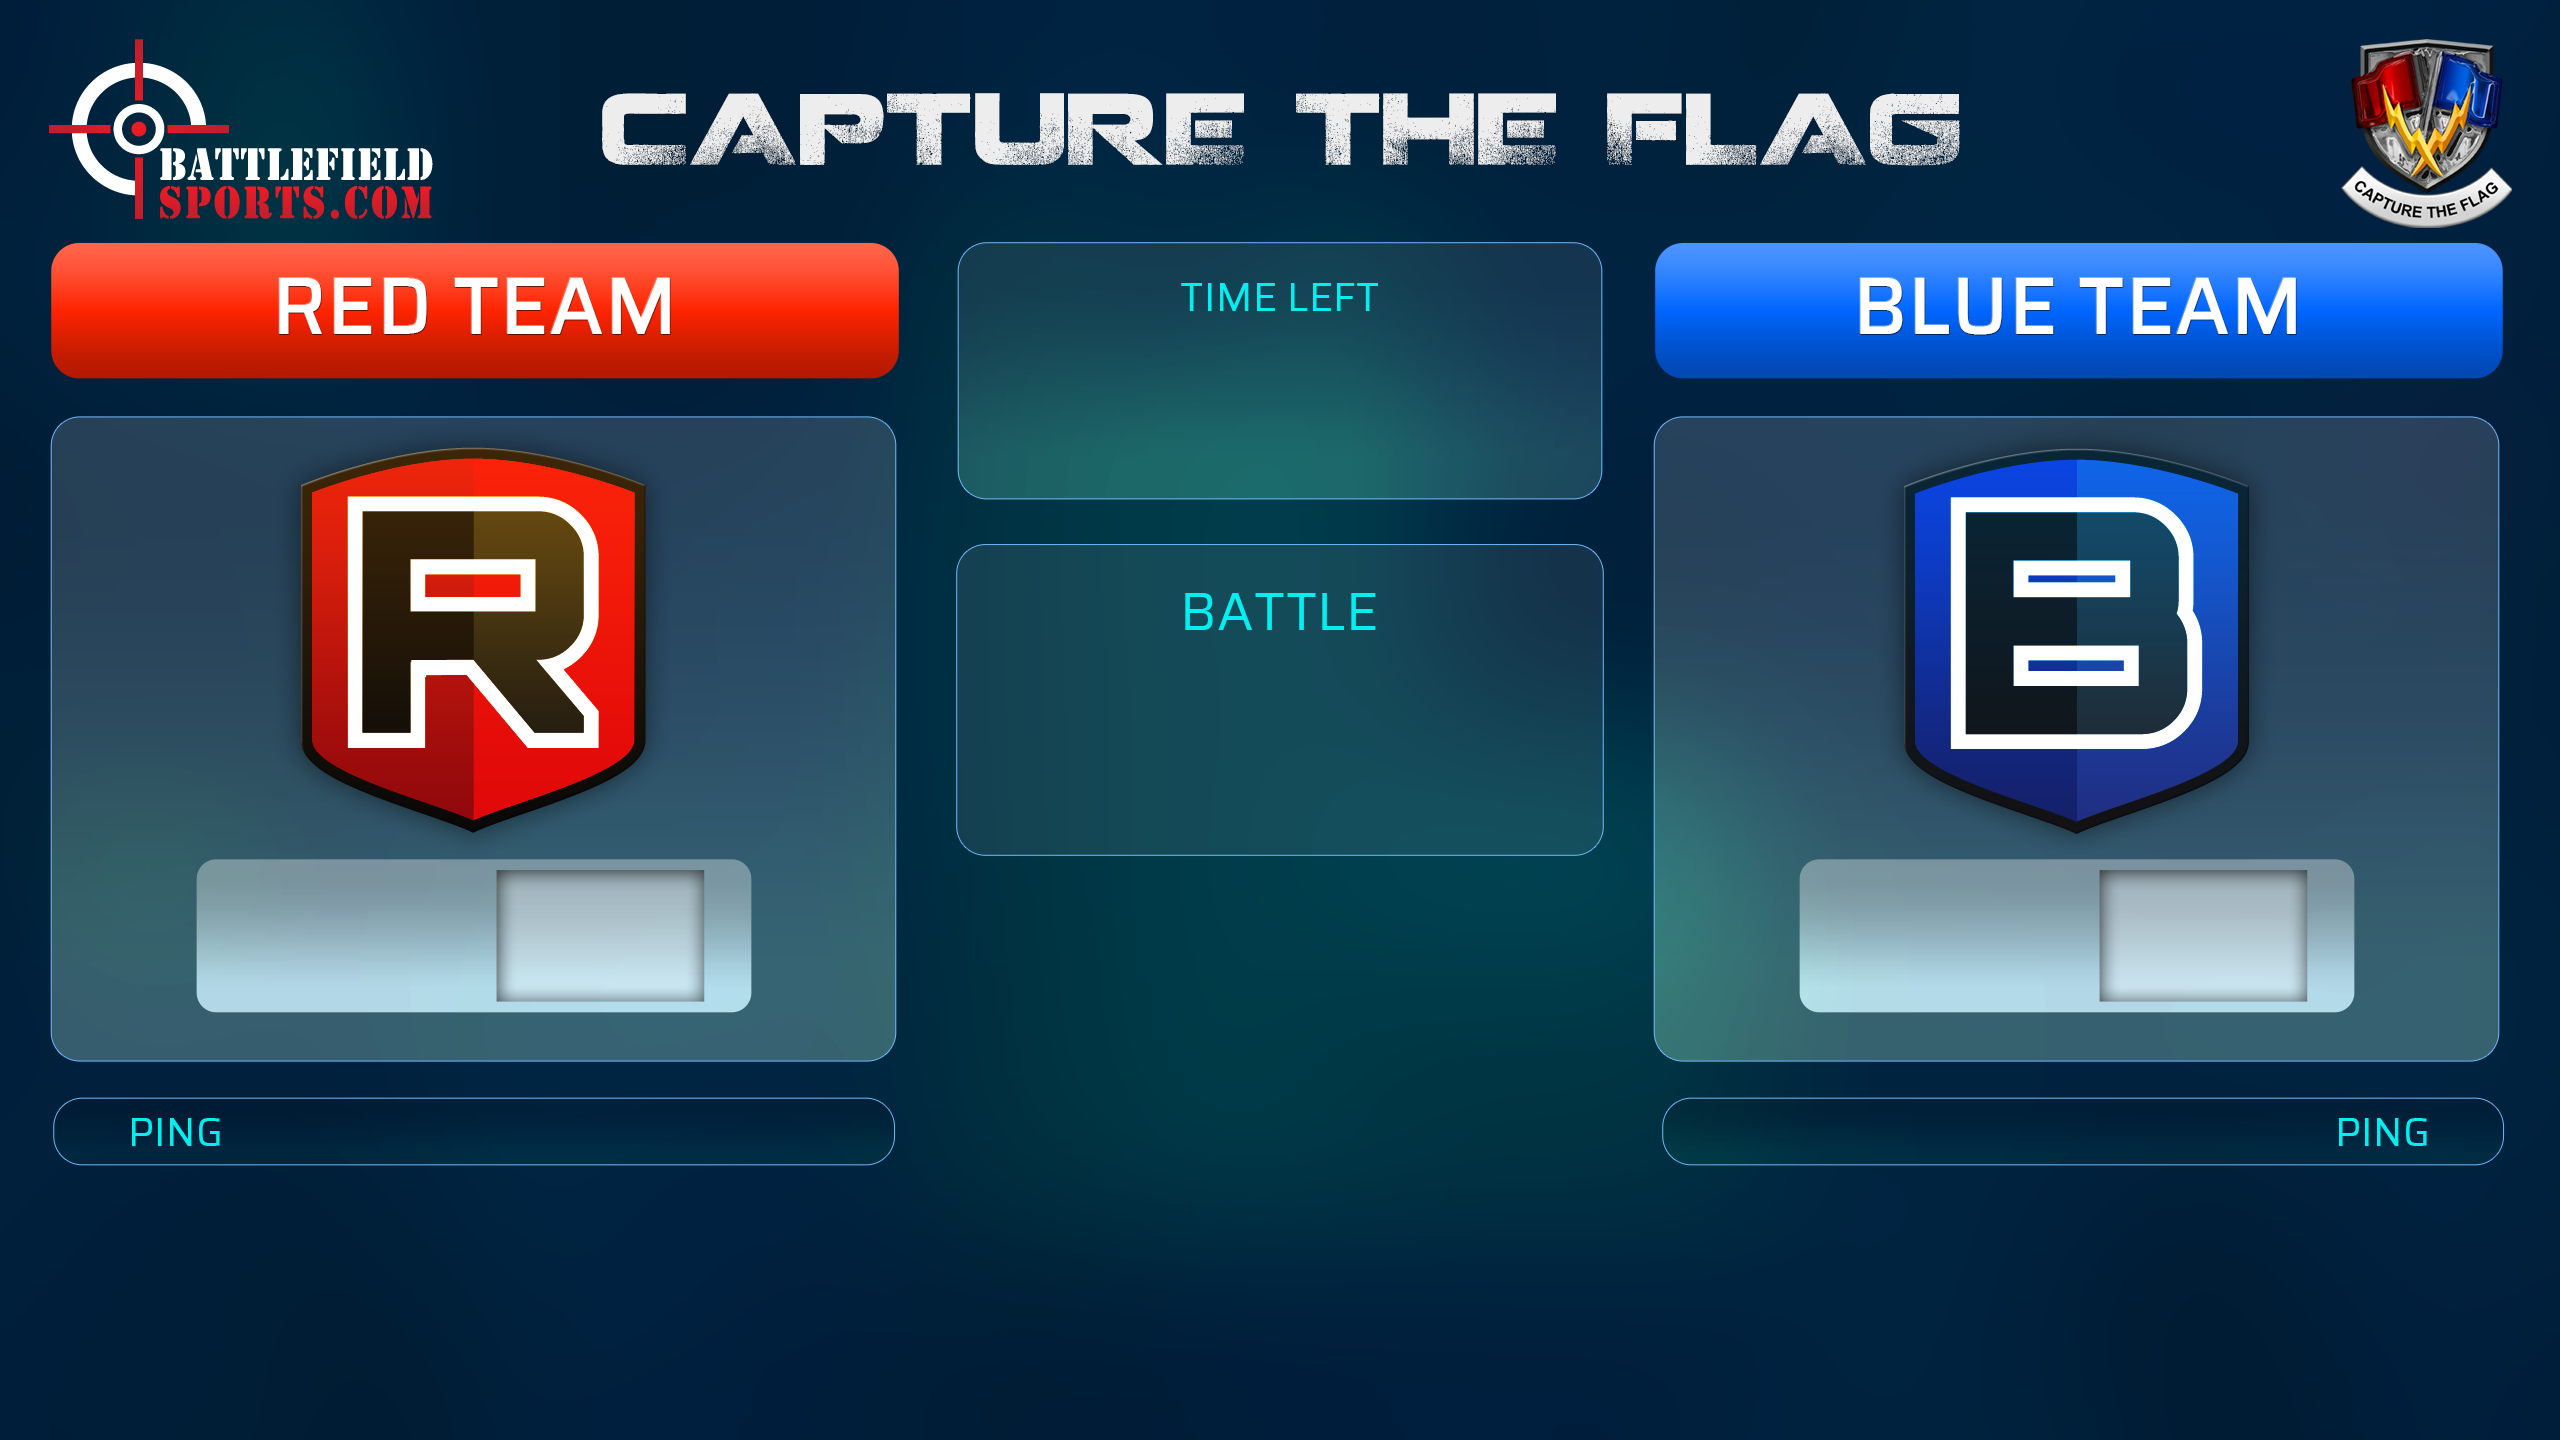 BATTLEFIELD
SPORTS.COM
CAPTURE THE FLAG
CAPTURE THE FLAG
RED TEAM
TIME LEFT
BLUE TEAM
R
BATTLE
B
PING
PING